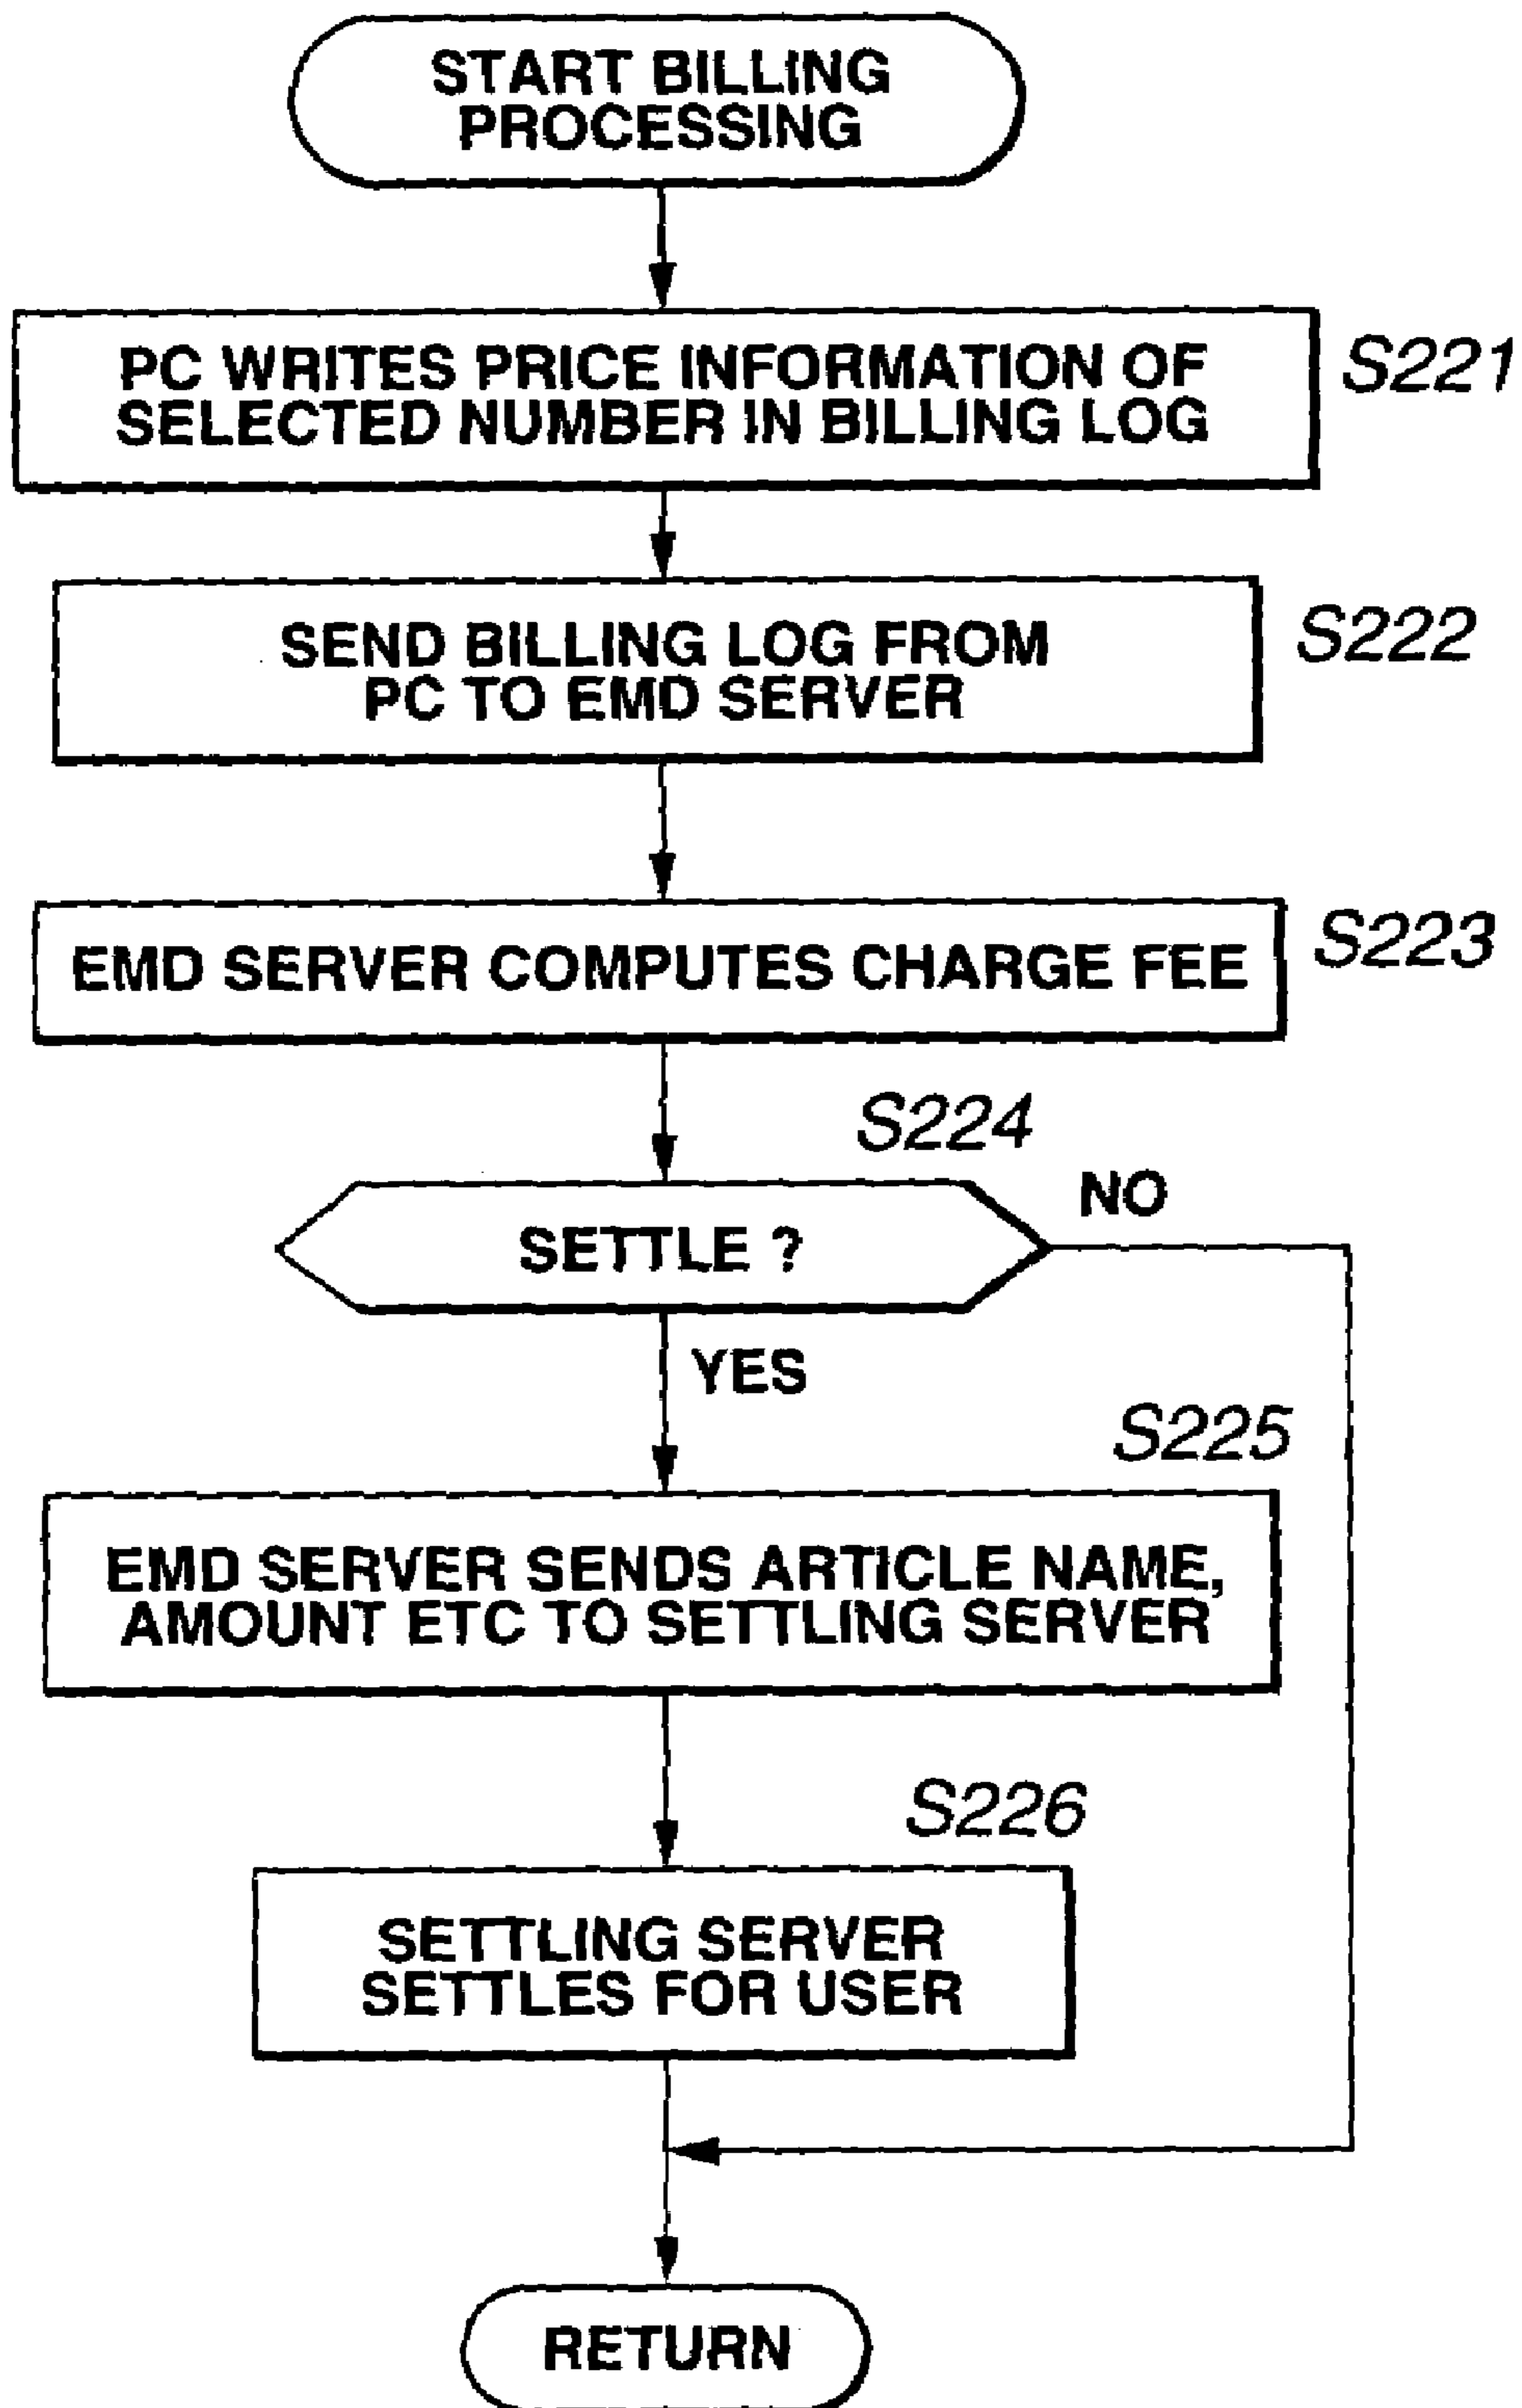 START BILLING
PROCESSING
PC WRITES PRICE INFORMATION OF
SELECTED NUMBER IN BILLING LOG
S221
SEND BILLING LOG FROM
PC TO EMD SERVER
S222
EMD SERVER COMPUTES CHARGE FEE
S223
S224
SETTLE ?
NO
YES
S225
EMD SERVER SENDS ARTICLE NAME,
AMOUNT ETC TO SETTLING SERVER
S226
SETTLING SERVER
SETTLES FOR USER
RETURN